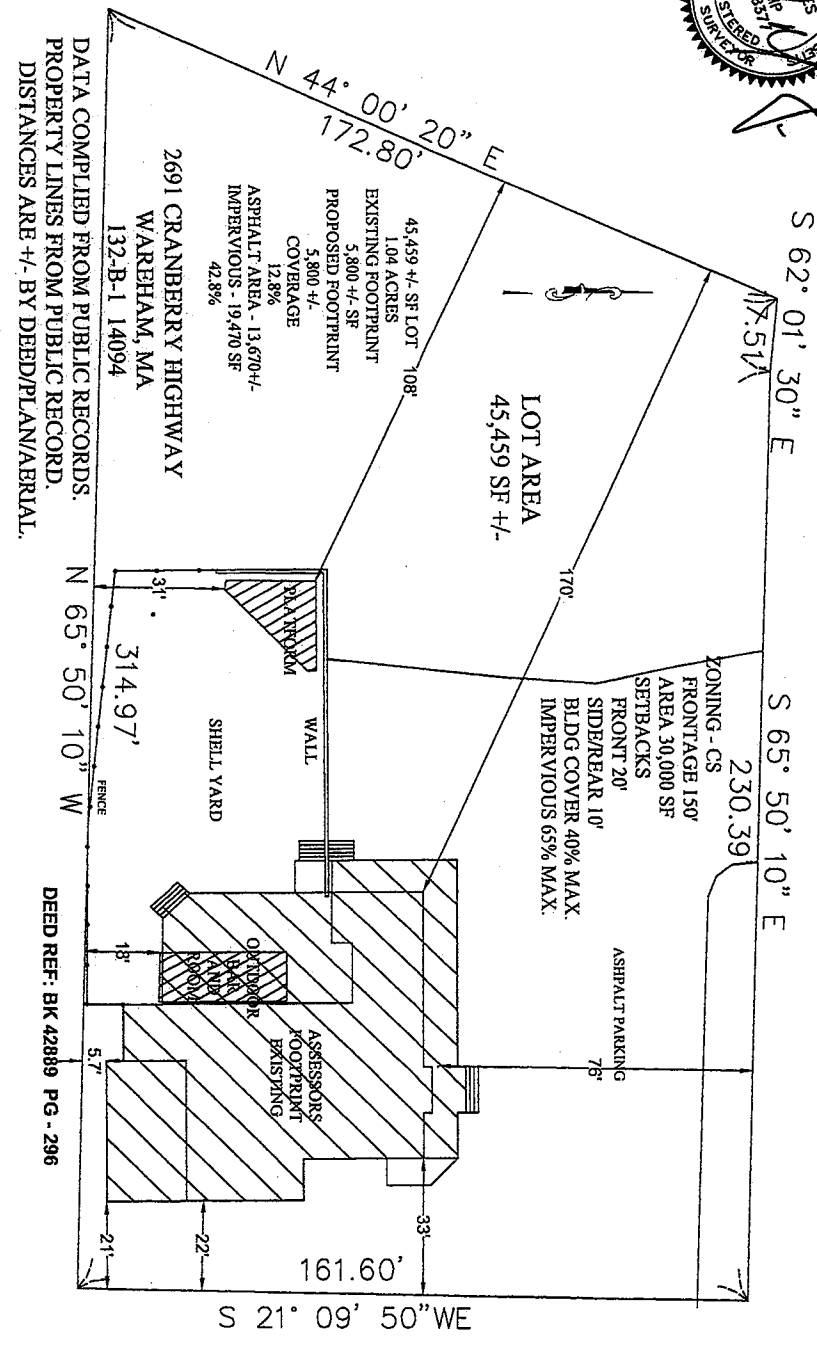 STERED
SURVEYOR
S 62° 01' 30" E
17.51
N 44° 00' 20" E
172.80'
S 65° 50' 10" E
230.39
45,459 +/- SF LOT
1.04 ACRES
EXISTING FOOTPRINT
5,800 +/- SF
PROPOSED FOOTPRINT
5,800 +/-
COVERAGE
12.8%
ASPHALT AREA - 13,670+/-
IMPERVIOUS - 19,470 SF
42.8%
108'
LOT AREA
45,459 SF +/-
170'
ZONING - CS
FRONTAGE 150'
AREA 30,000 SF
SETBACKS
FRONT 20'
SIDE/REAR 10'
BLDG COVER 40% MAX.
IMPERVIOUS 65% MAX.
ASHPALT PARKING
76'
2691 CRANBERRY HIGHWAY
WAREHAM, MA
132-B-1 14094
DATA COMPLIED FROM PUBLIC RECORDS.
PROPERTY LINES FROM PUBLIC RECORD.
DISTANCES ARE +/- BY DEED/PLAN/AERIAL.
PLATFORM
31'
WALL
SHELL YARD
314.97'
N 65° 50' 10" W
FENCE
OUTDOOR
BAR
AND
ROOM
18'
ASSESSORS
FOOTPRINT
EXISTING
5.7'
DEED REF: BK 42889 PG - 296
33'
22'
21'
161.60'
S 21° 09' 50"WE